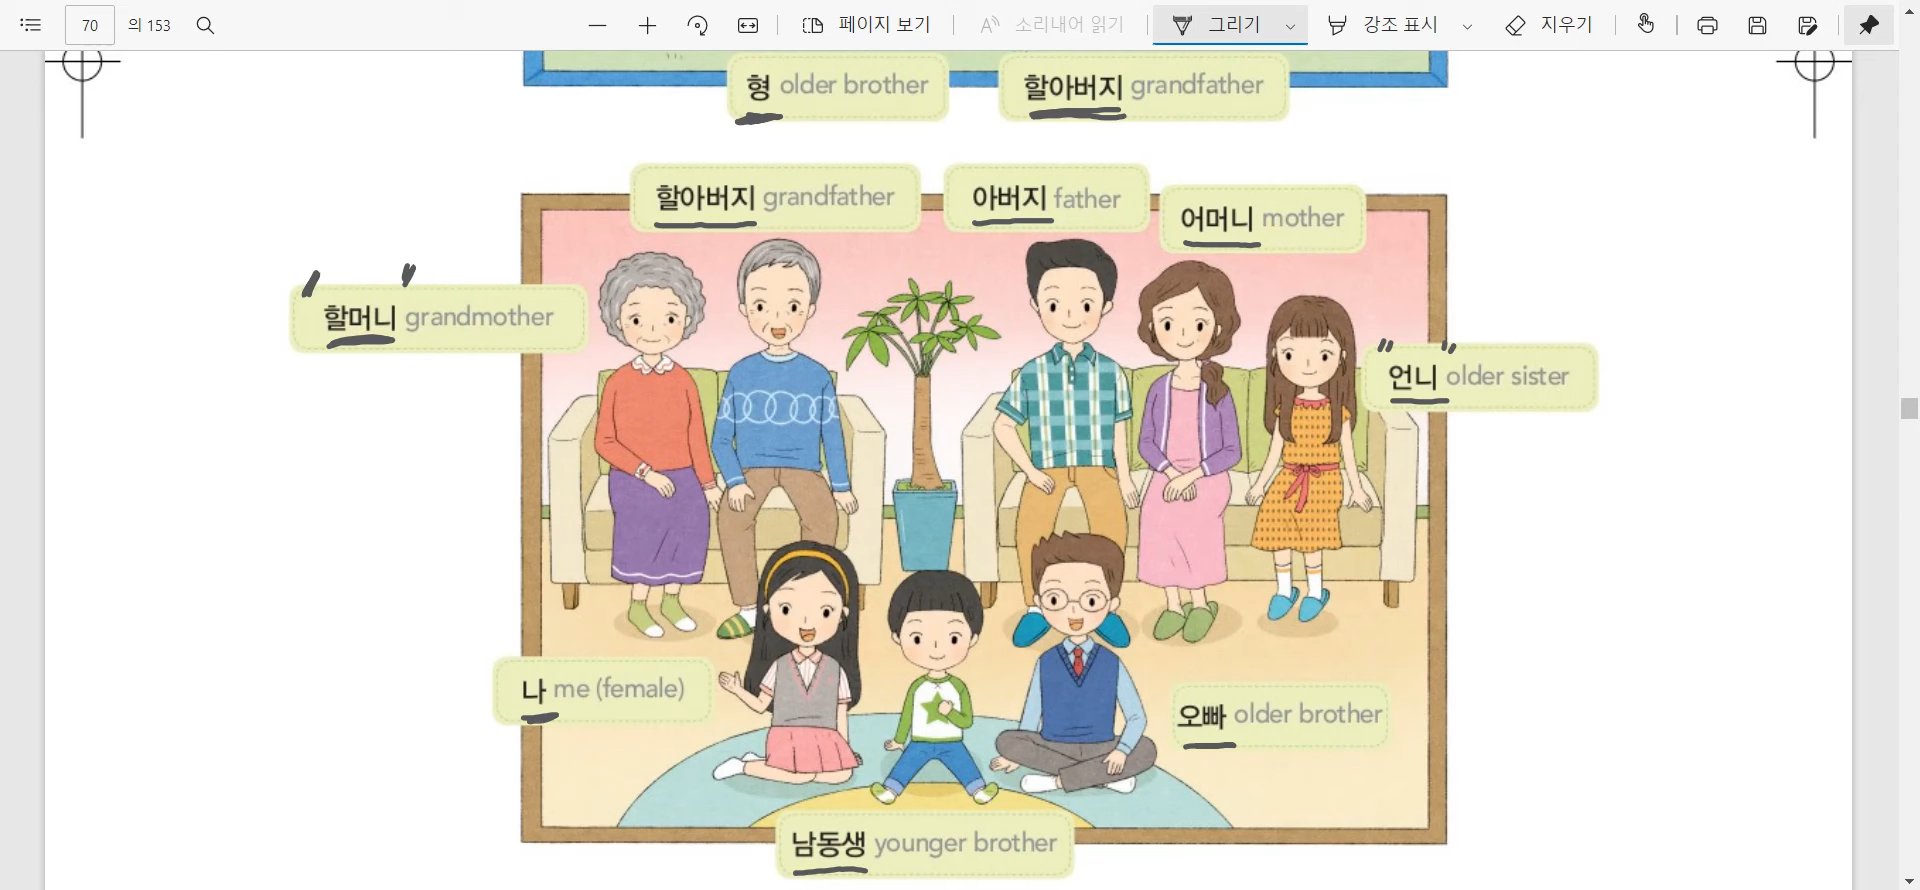 70 의 153 페이지 보기 소리내어 읽기 그리기 강조 표시 지우기
형 older brother
할아버지 grandfather
할아버지 grandfather
아버지 father
어머니 mother
할머니 grandmother
언니 older sister
나 me (female)
오빠 older brother
남동생 younger brother